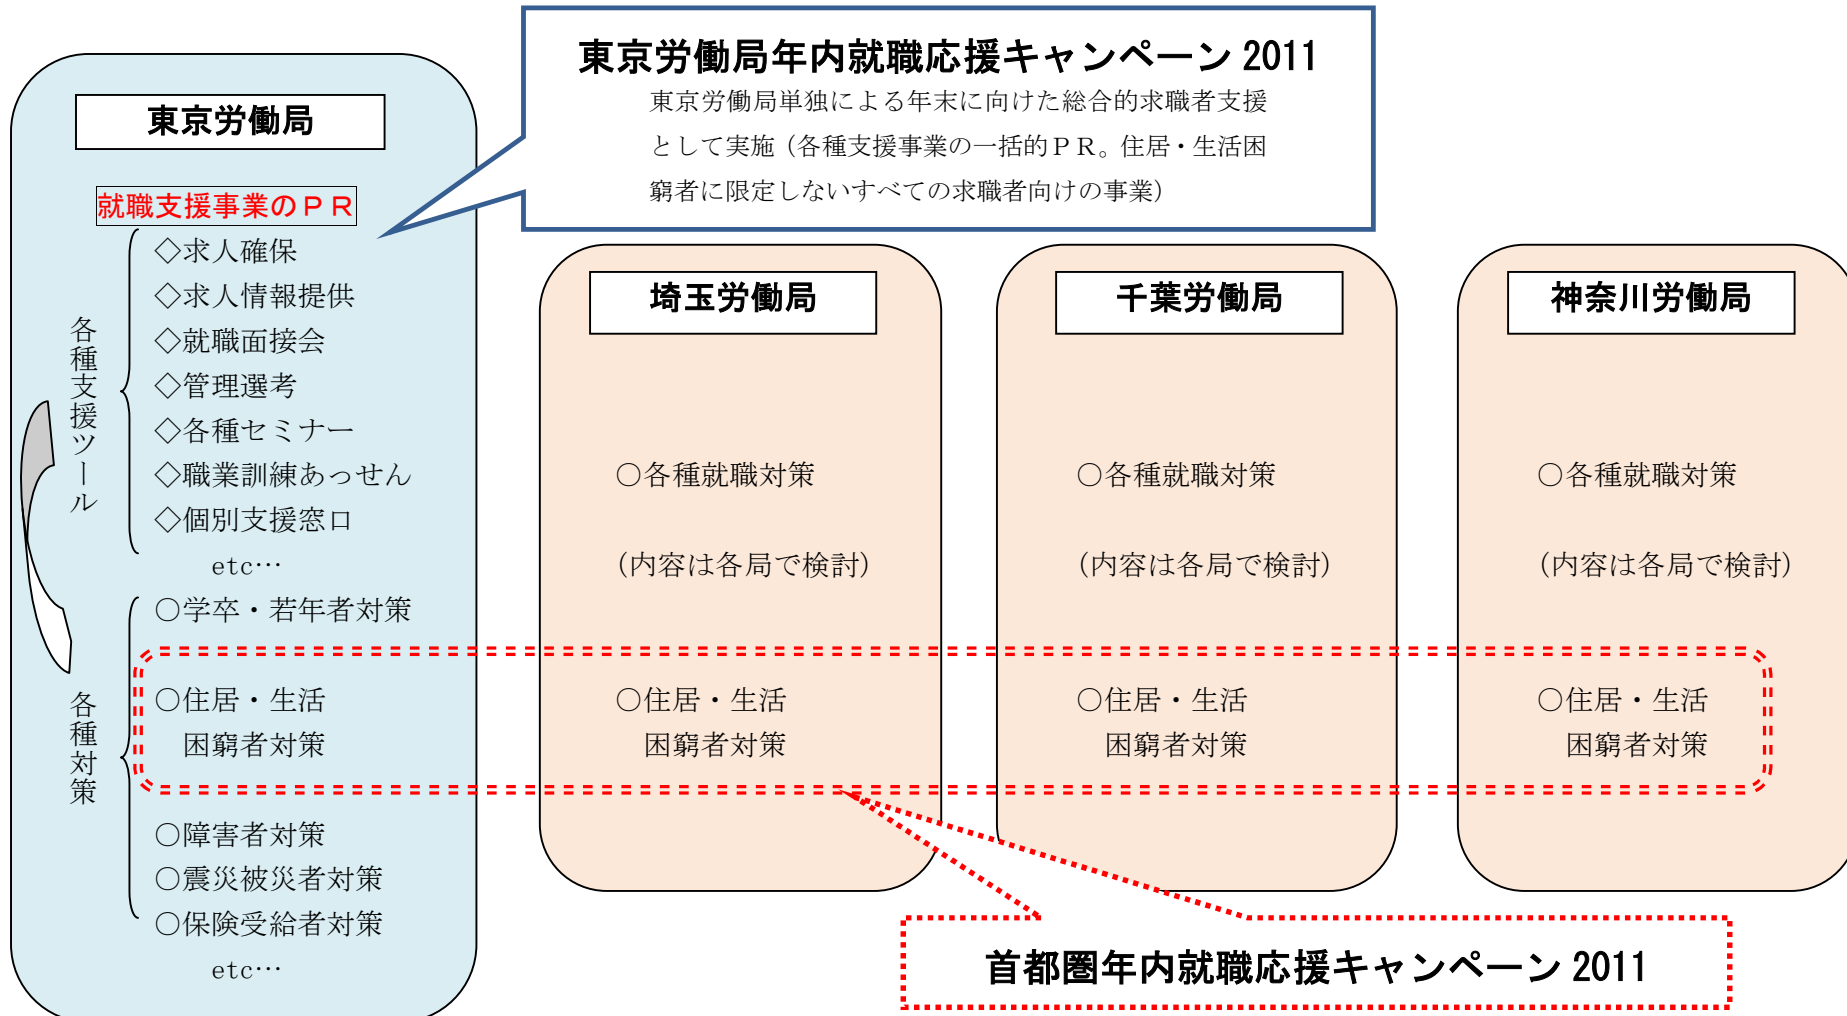 東京労働局年内就職応援キャンペーン 2011
東京労働局単独による年末に向けた総合的求職者支援
として実施（各種支援事業の一括的ＰＲ。住居・生活困
窮者に限定しないすべての求職者向けの事業）
東京労働局
就職支援事業のＰＲ
各種支援ツール
◇求人確保
◇求人情報提供
◇就職面接会
◇管理選考
◇各種セミナー
◇職業訓練あっせん
◇個別支援窓口
etc…
各種対策
○学卒・若年者対策
○住居・生活
困窮者対策
○障害者対策
○震災被災者対策
○保険受給者対策
etc…
埼玉労働局
○各種就職対策
（内容は各局で検討）
○住居・生活
困窮者対策
千葉労働局
○各種就職対策
（内容は各局で検討）
○住居・生活
困窮者対策
神奈川労働局
○各種就職対策
（内容は各局で検討）
○住居・生活
困窮者対策
首都圏年内就職応援キャンペーン 2011